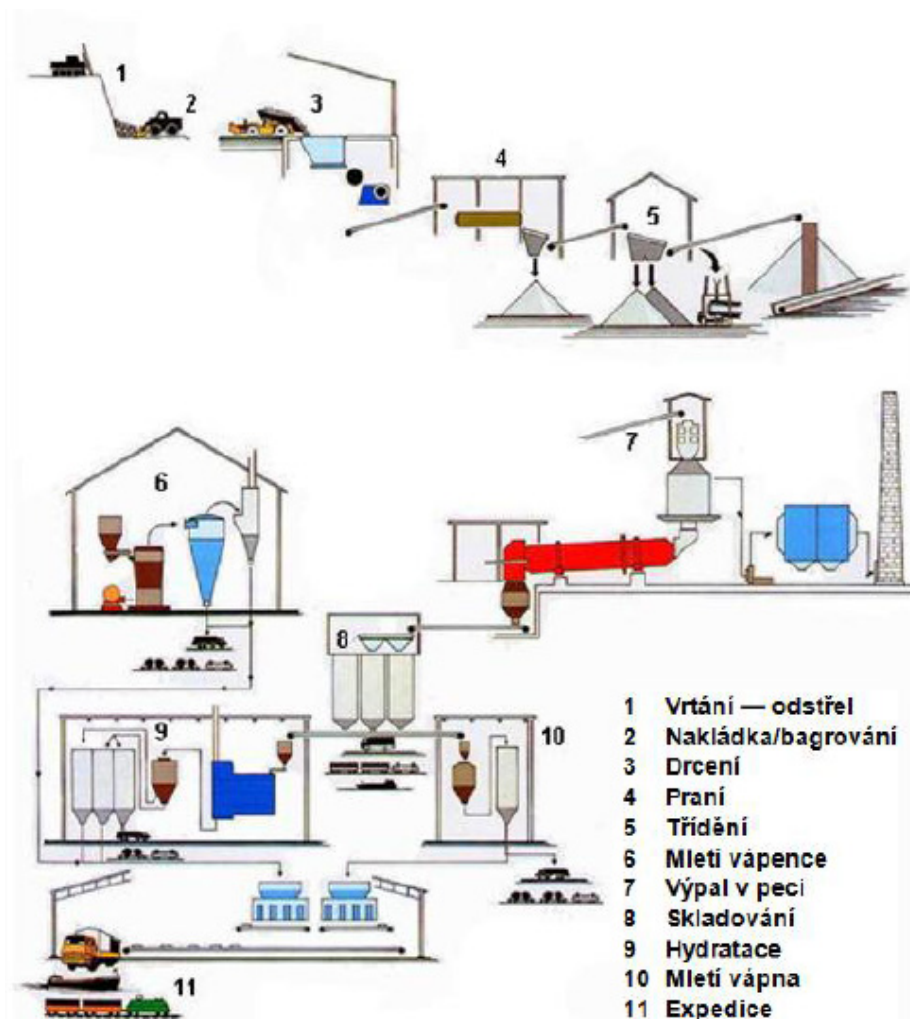 1
2
3
4
5
6
7
8
9
10
11
1 Vrtání — odstřel
2 Nakládka/bagrování
3 Drcení
4 Praní
5 Třídění
6 Mletí vápence
7 Výpal v peci
8 Skladování
9 Hydratace
10 Mletí vápna
11 Expedice